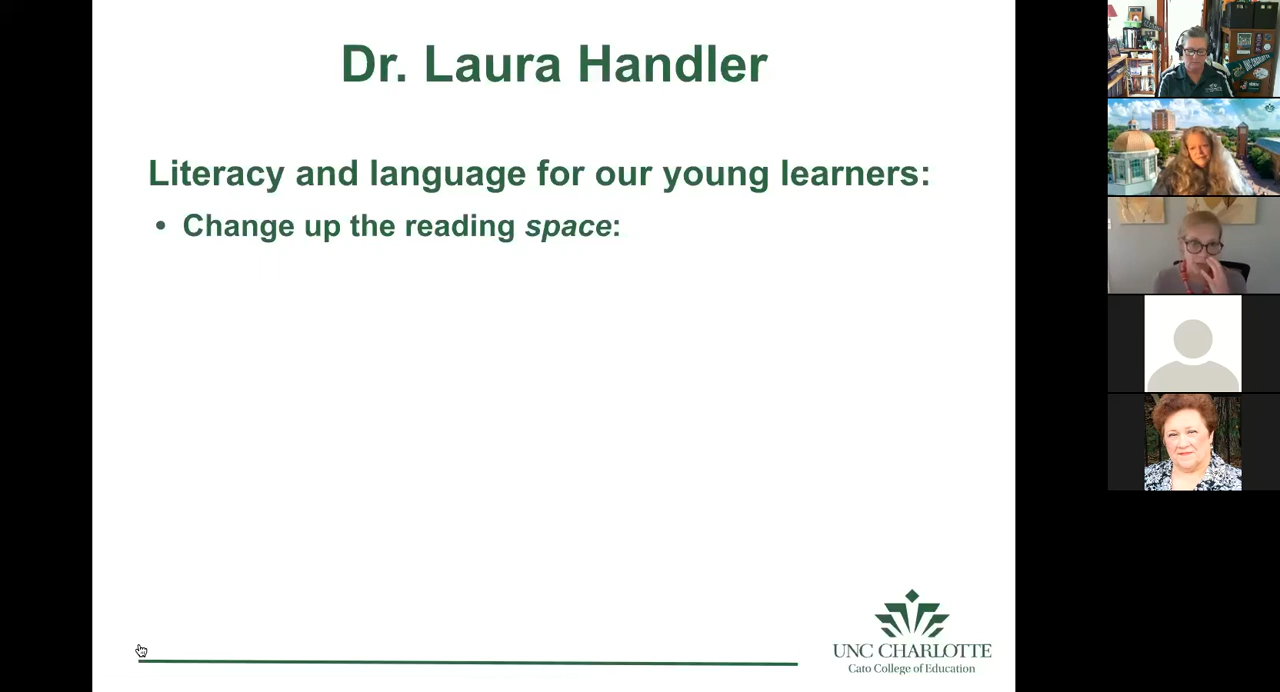 Dr. Laura Handler
Literacy and language for our young learners:
• Change up the reading space:
UNC CHARLOTTE
Cato College of Education